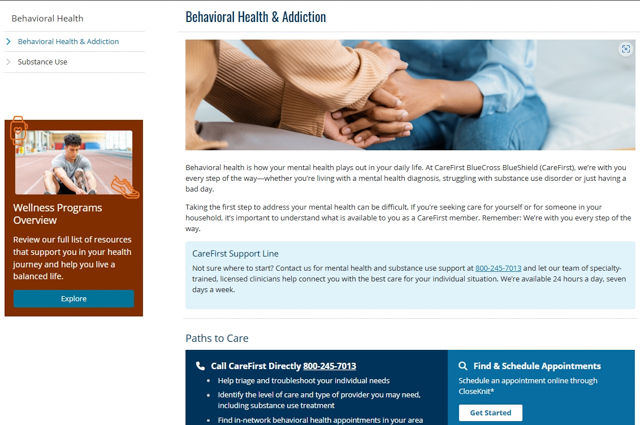 Behavioral Health
Behavioral Health & Addiction
Substance Use
Wellness Programs
Overview
Review our full list of resources
that support you in your health
journey and help you live a
balanced life.
Explore
Behavioral Health & Addiction
Behavioral health is how your mental health plays out in your daily life. At CareFirst BlueCross BlueShield (CareFirst), we're with you
every step of the way—whether you're living with a mental health diagnosis, struggling with substance use disorder or just having a
bad day.
Taking the first step to address your mental health can be difficult. If you're seeking care for yourself or for someone in your
household, it's important to understand what is available to you as a CareFirst member. Remember: We're with you every step of the
way.
CareFirst Support Line
Not sure where to start? Contact us for mental health and substance use support at 800-245-7013 and let our team of specialty-
trained, licensed clinicians help connect you with the best care for your individual situation. We're available 24 hours a day, seven
days a week.
Paths to Care
Call CareFirst Directly 800-245-7013
• Help triage and troubleshoot your individual needs
• Identify the level of care and type of provider you may need,
including substance use treatment
• Find in-network behavioral health appointments in your area
Find & Schedule Appointments
Schedule an appointment online through
CloseKnit*
Get Started